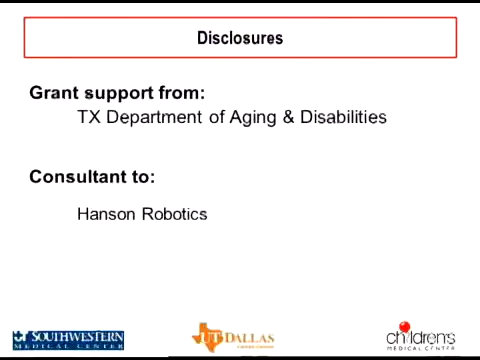 Disclosures
Grant support from:
TX Department of Aging & Disabilities
Consultant to:
Hanson Robotics
SOUTHWESTERN
MEDICAL CENTER
UT DALLAS
children's
MEDICAL CENTER